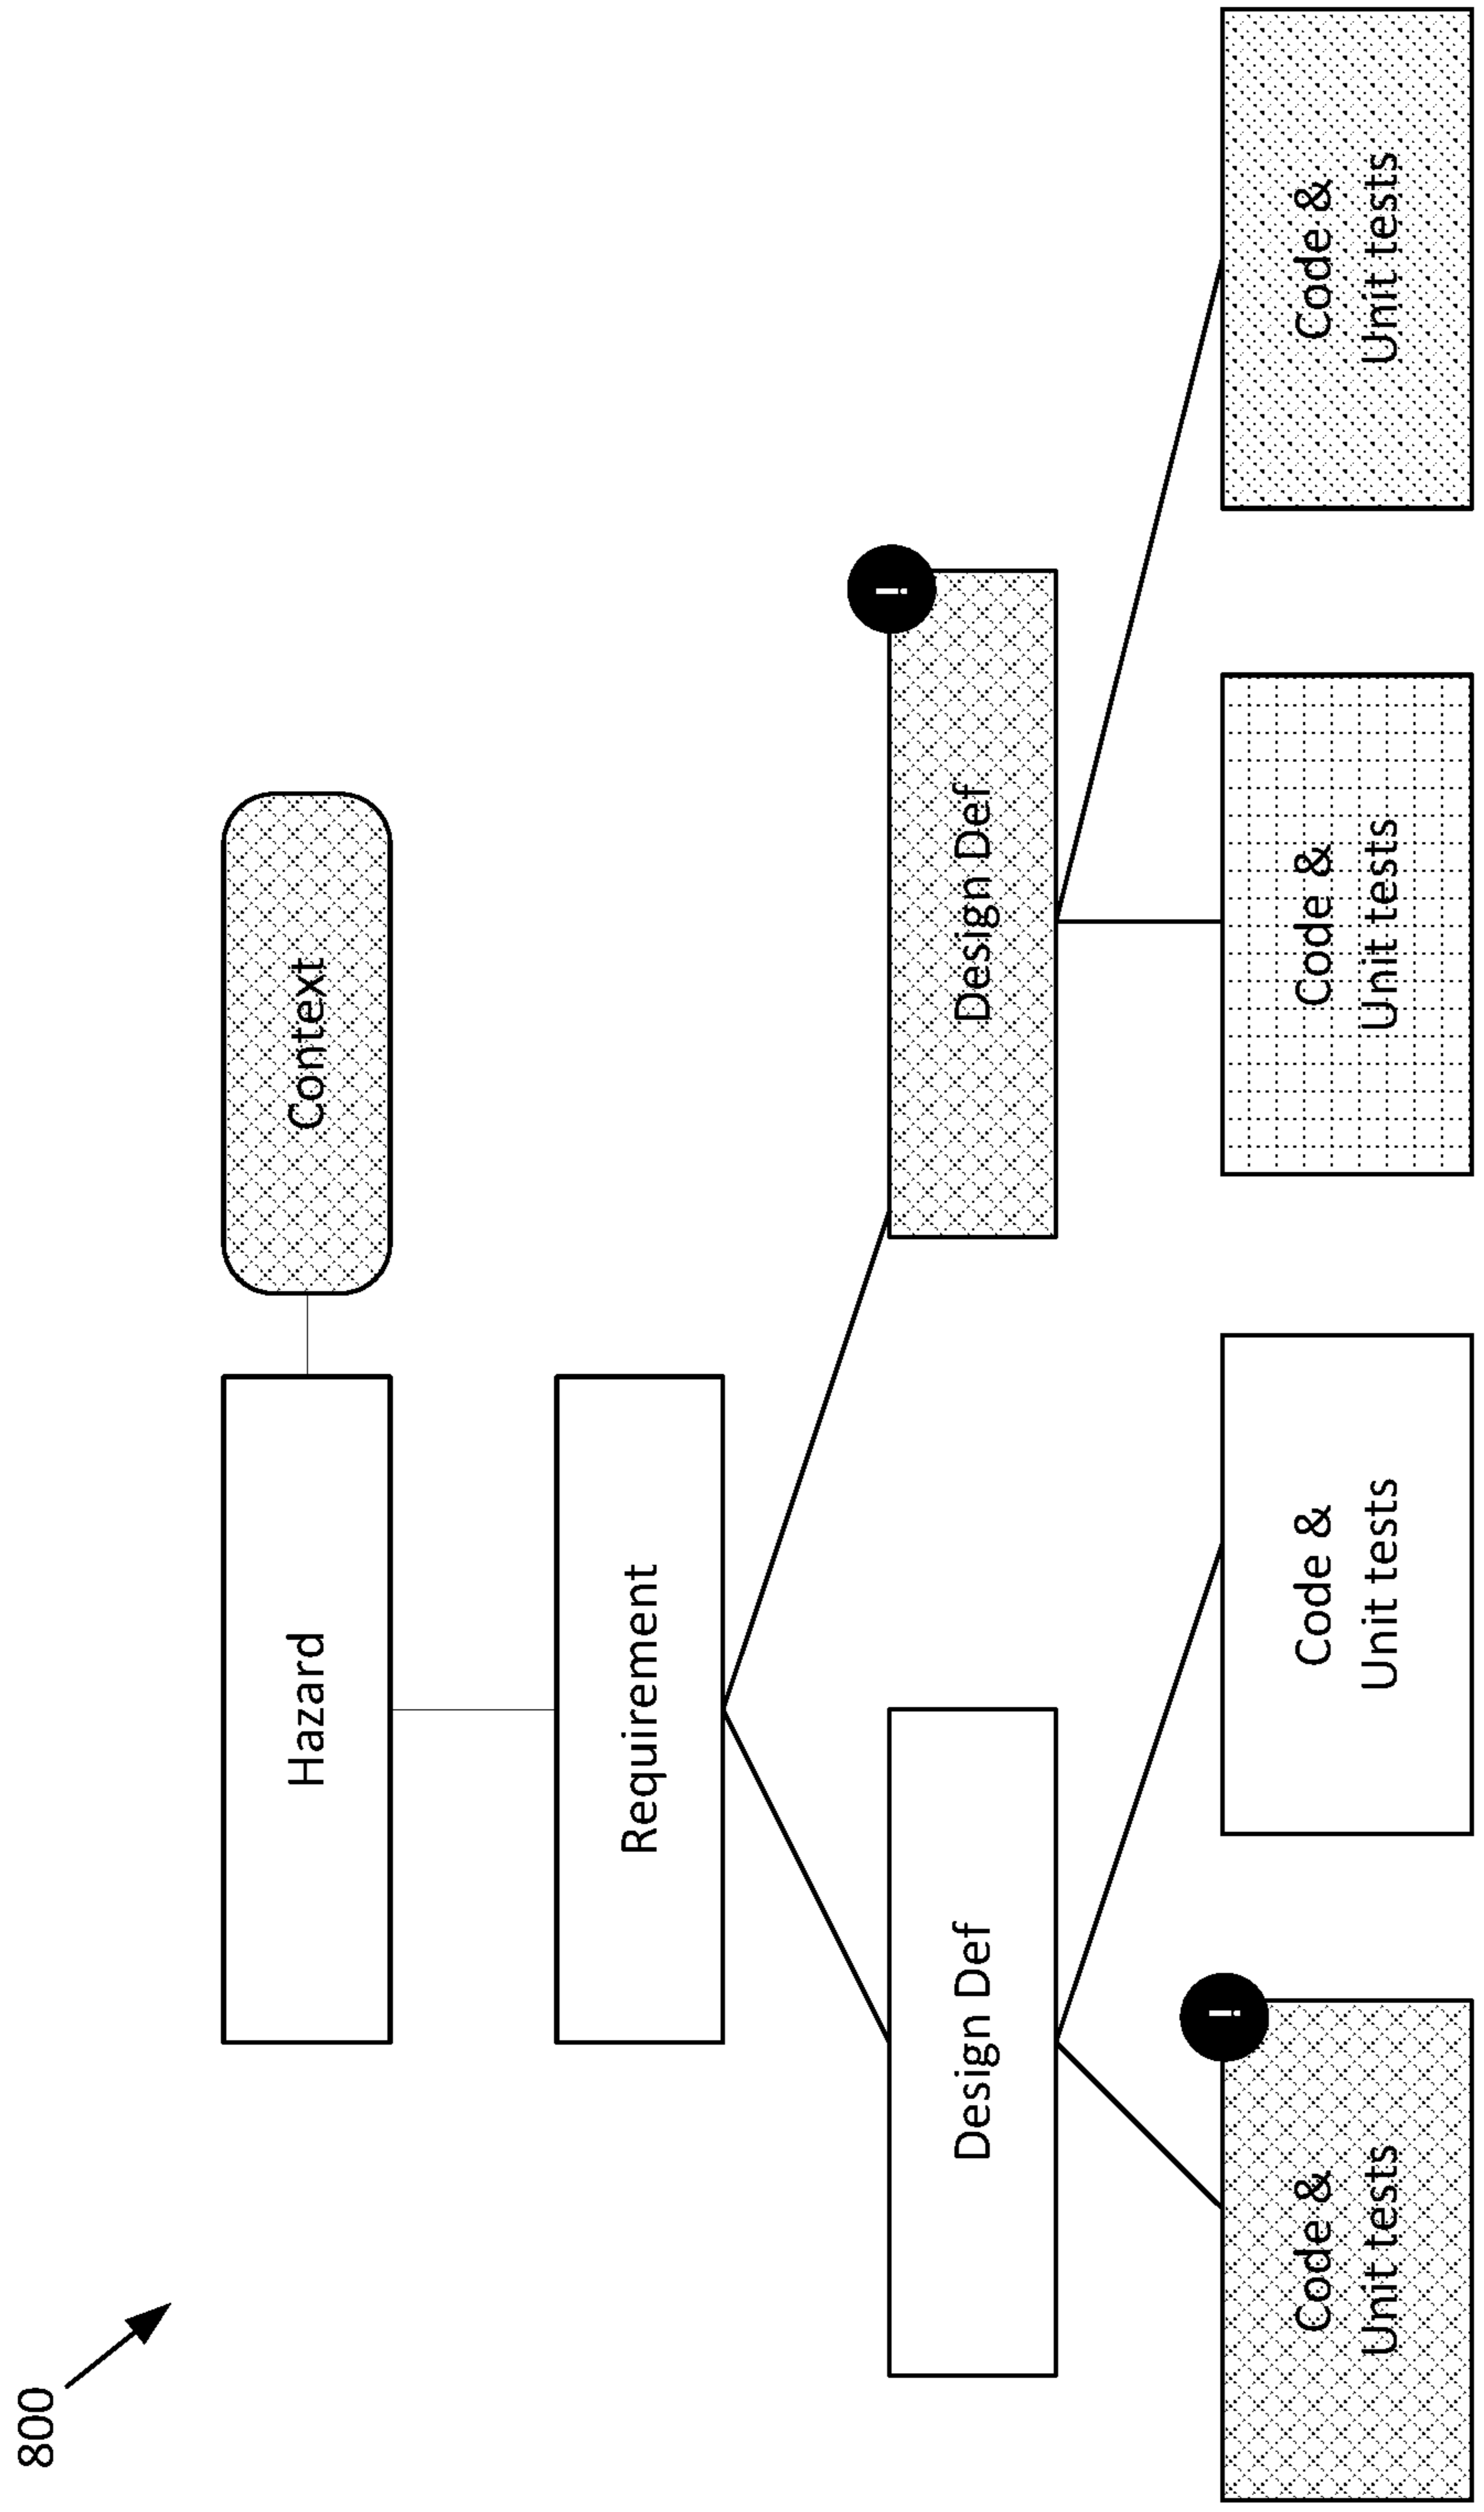 800
Hazard
Context
Requirement
Design Def
!
Design Def
!
Code &
Unit tests
Code &
Unit tests
Code &
Unit tests
Code &
Unit tests